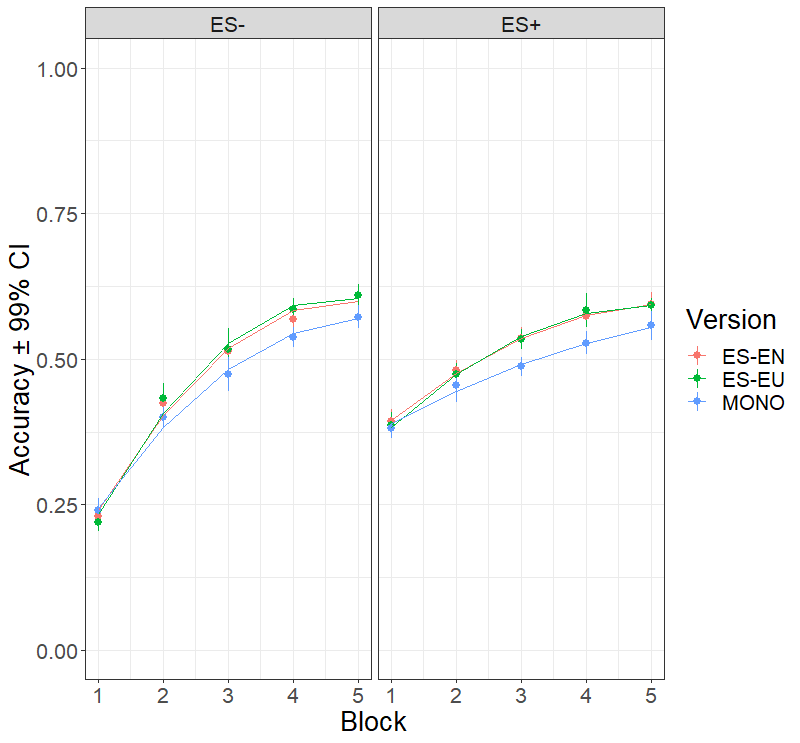 ES-
ES+
Accuracy ± 99% CI
1.00
0.75
0.50
0.25
0.00
1 2 3 4 5
1 2 3 4 5
Block
Version
ES-EN
ES-EU
MONO